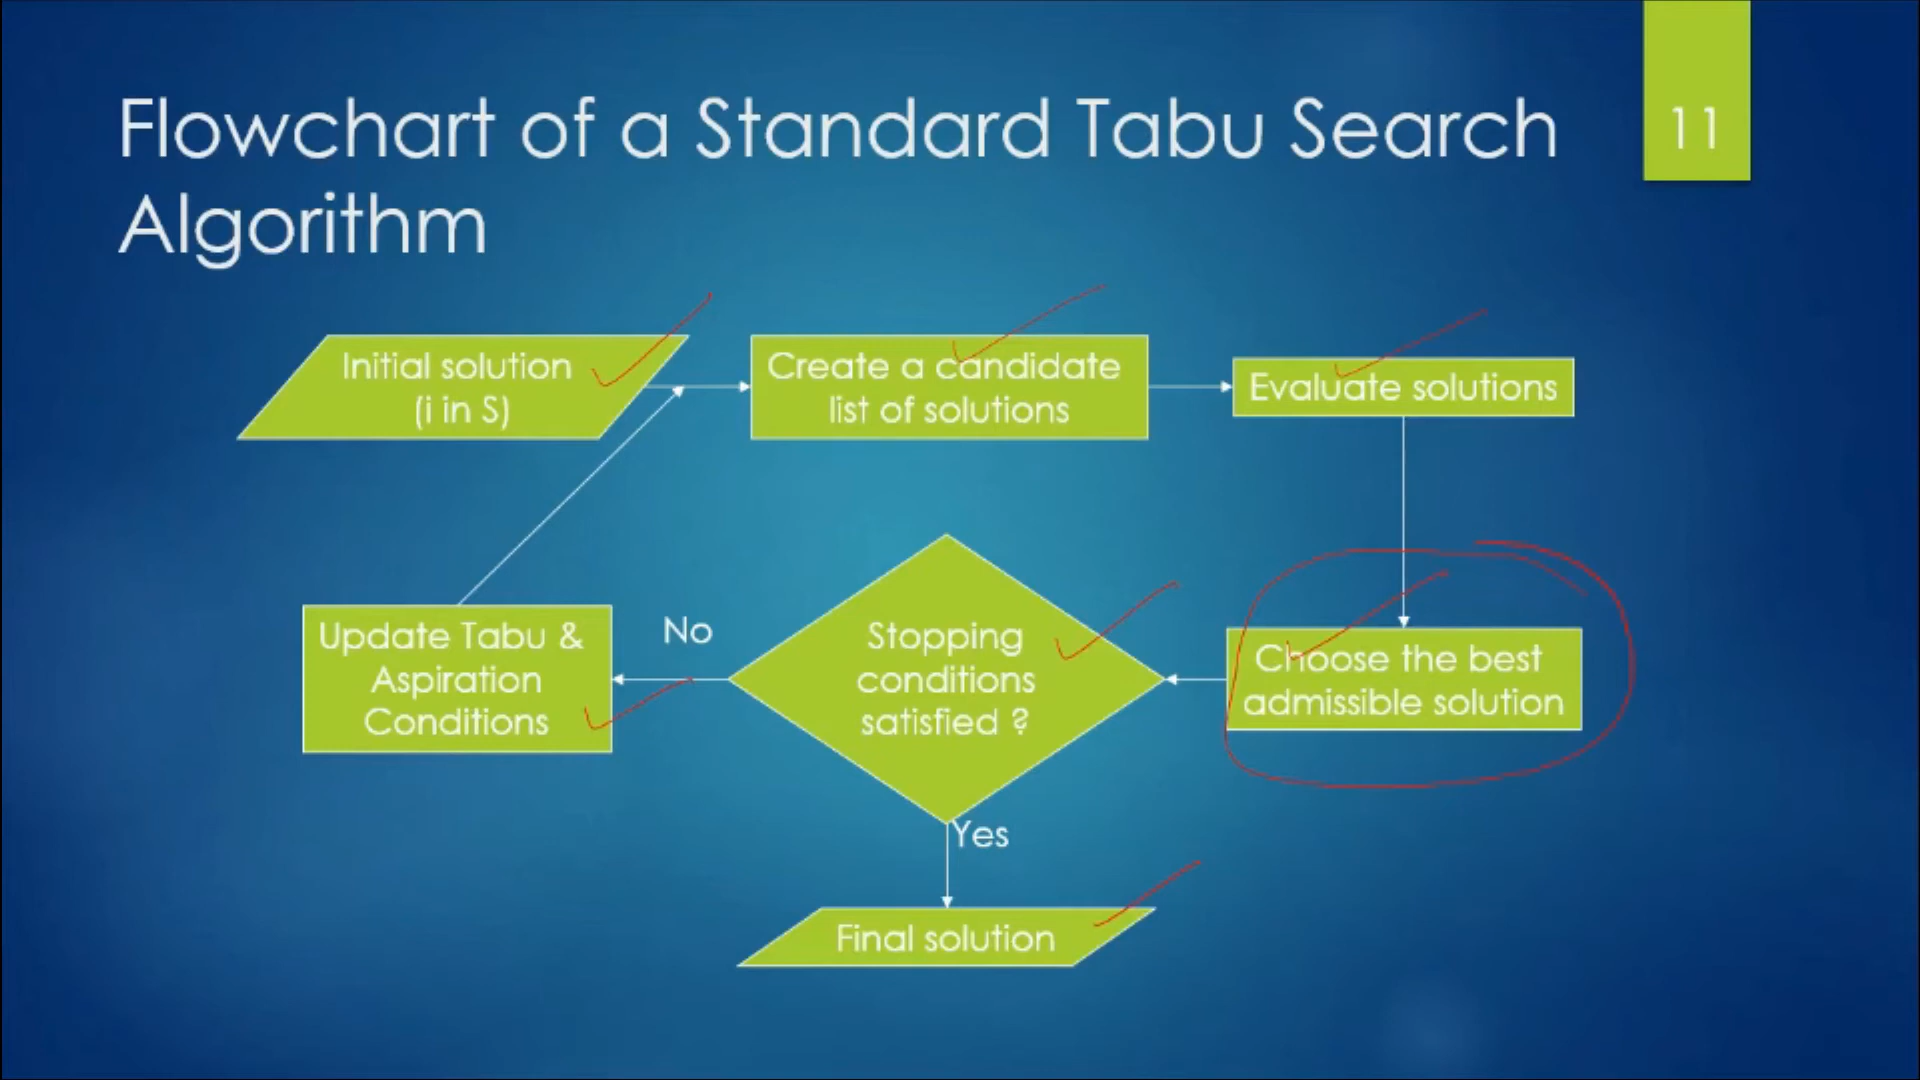 Flowchart of a Standard Tabu Search
Algorithm
11
Initial solution
(i in S)
Create a candidate
list of solutions
Evaluate solutions
Choose the best
admissible solution
Stopping
conditions
satisfied ?
No
Update Tabu &
Aspiration
Conditions
Yes
Final solution